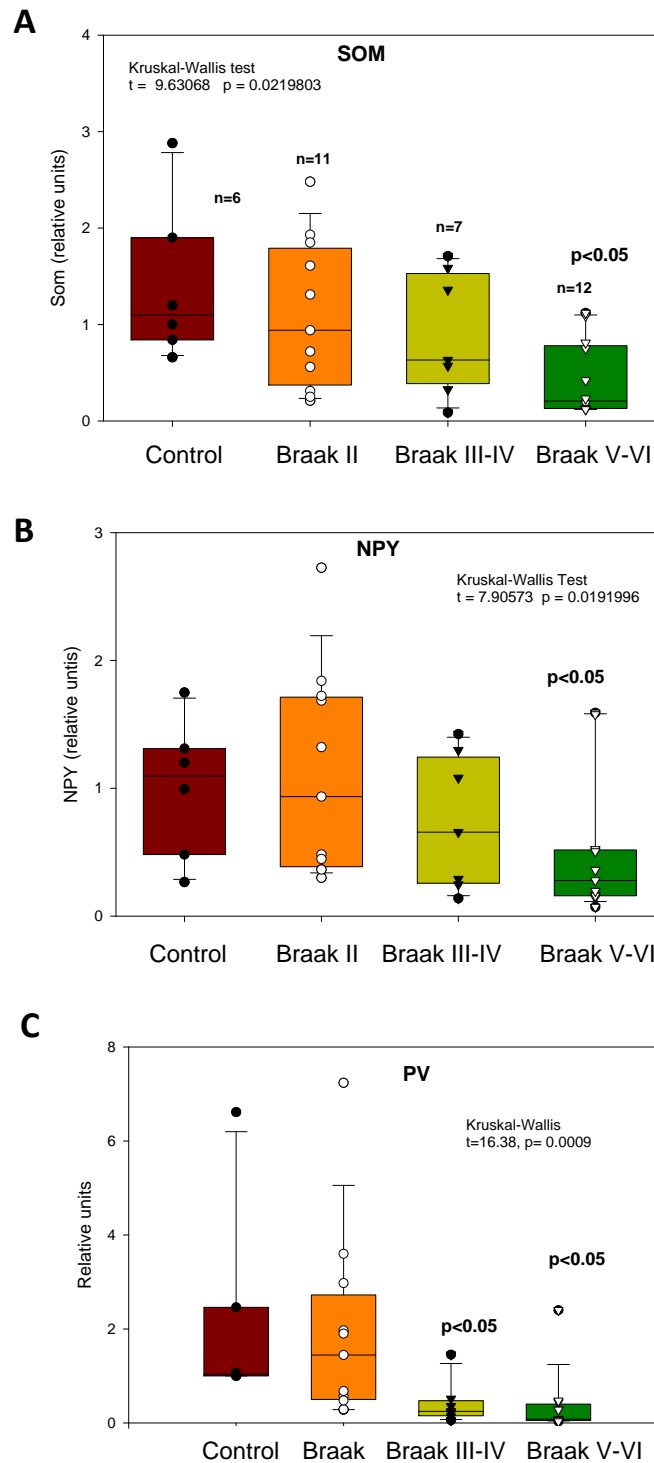 A
SOM
Kruskal-Wallis test
t = 9.63068 p = 0.0219803
Som (relative units)
4
3
2
1
0
n=6
n=11
n=7
p<0.05
n=12
Control
Braak II
Braak III-IV
Braak V-VI
B
NPY
Kruskal-Wallis Test
t = 7.90573 p = 0.0191996
NPY (relative untis)
3
2
1
0
p<0.05
Control
Braak II
Braak III-IV
Braak V-VI
C
PV
Kruskal-Wallis
t=16.38, p= 0.0009
Relative units
8
6
4
2
0
p<0.05
p<0.05
Control
Braak
Braak III-IV
Braak V-VI